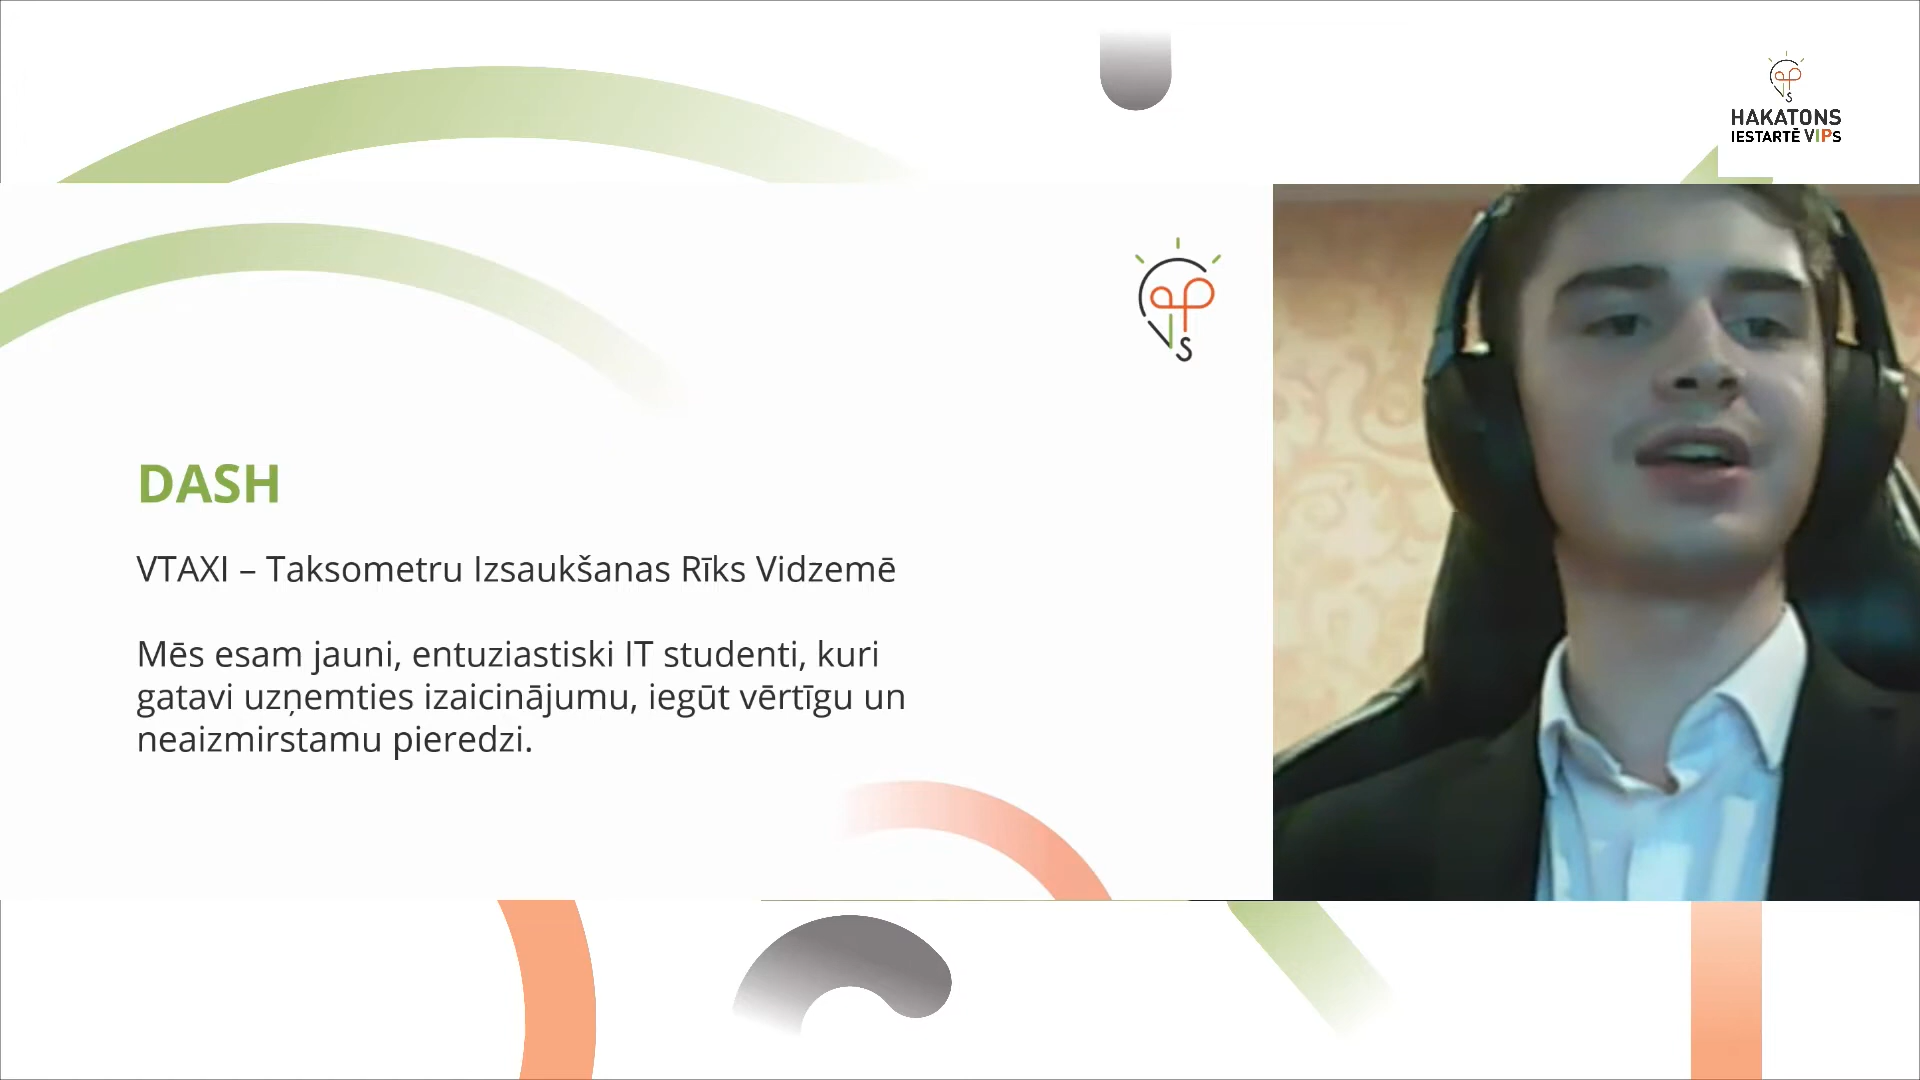 HAKATONS
IESTARTĒ VIPS
S
S
DASH
VTAXI – Taksometru Izsaukšanas Rīks Vidzemē
Mēs esam jauni, entuziastiski IT studenti, kuri
gatavi uzņemties izaicinājumu, iegūt vērtīgu un
neaizmirstamu pieredzi.